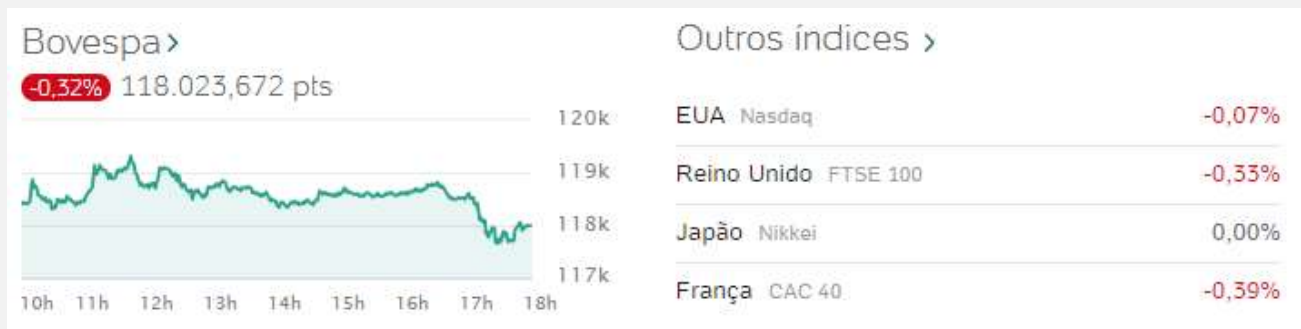 Bovespa >
-0,32% 118.023,672 pts
120k
119k
118k
117k
10h 11h 12h 13h 14h 15h 16h 17h 18h
Outros índices >
EUA Nasdaq -0,07%
Reino Unido FTSE 100 -0,33%
Japão Nikkei 0,00%
França CAC 40 -0,39%